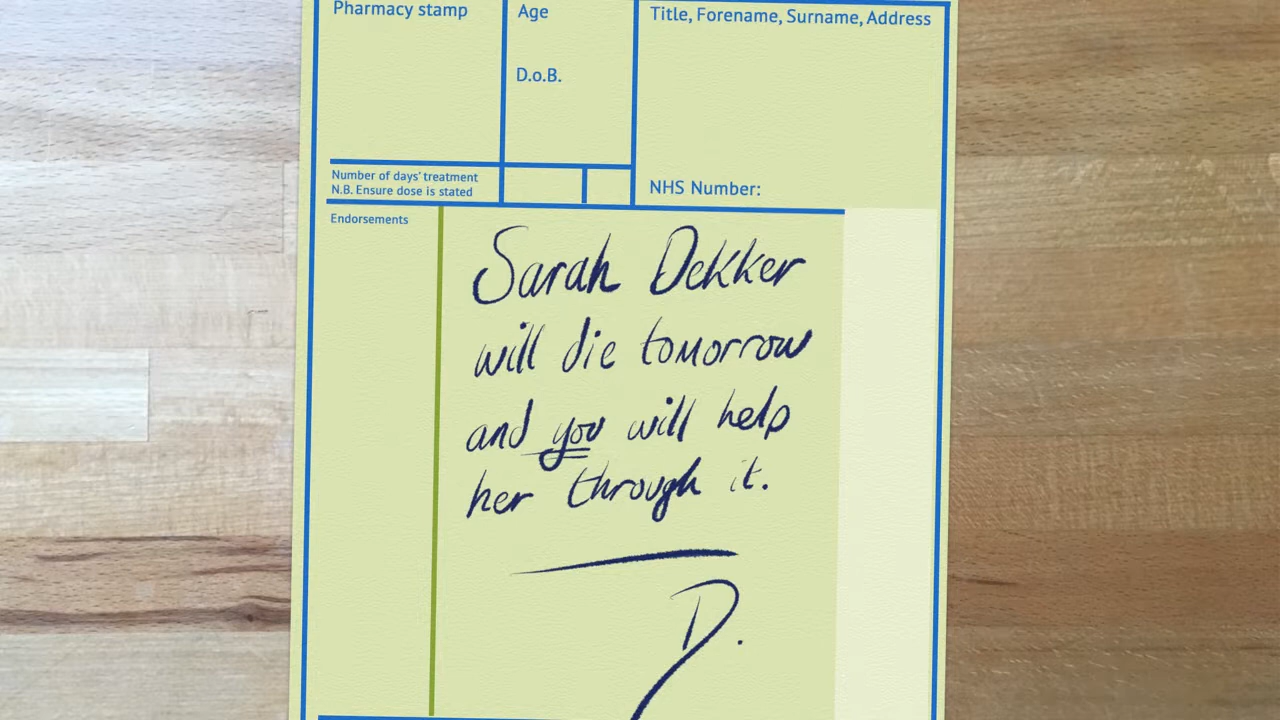 Pharmacy stamp
Age
D.o.B.
Title, Forename, Surname, Address
Number of days' treatment
N.B. Ensure dose is stated
NHS Number:
Endorsements
Sarah Dekker
will die tomorrow
and you will help
her through it.
D.